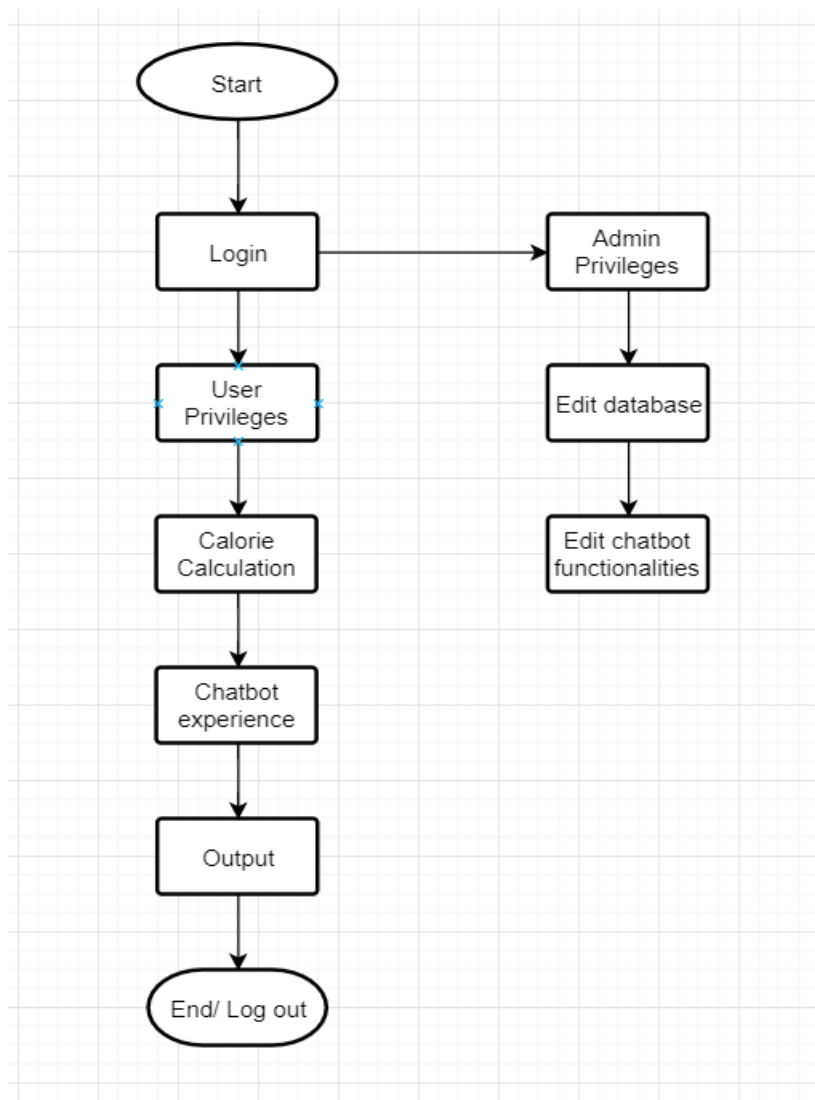 Start
Login
Admin
Privileges
User
Privileges
Edit database
Calorie
Calculation
Edit chatbot
functionalities
Chatbot
experience
Output
End/ Log out